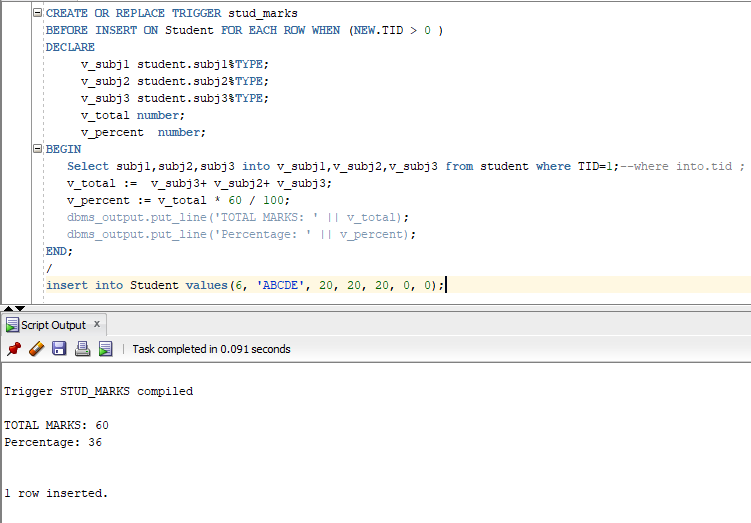 CREATE OR REPLACE TRIGGER stud_marks
BEFORE INSERT ON Student FOR EACH ROW WHEN (NEW.TID > 0 )
DECLARE
v_subj1 student.subj1%TYPE;
v_subj2 student.subj2%TYPE;
v_subj3 student.subj3%TYPE;
v_total number;
v_percent  number;
BEGIN
Select subj1,subj2,subj3 into v_subj1,v_subj2,v_subj3 from student where TID=1;--where into.tid ;
v_total :=  v_subj3+ v_subj2+ v_subj3;
v_percent := v_total * 60 / 100;
dbms_output.put_line('TOTAL MARKS: ' || v_total);
dbms_output.put_line('Percentage: ' || v_percent);
END;
/
insert into Student values(6, 'ABCDE', 20, 20, 20, 0, 0);
Script Output x
Task completed in 0.091 seconds
Trigger STUD_MARKS compiled
TOTAL MARKS: 60
Percentage: 36
1 row inserted.